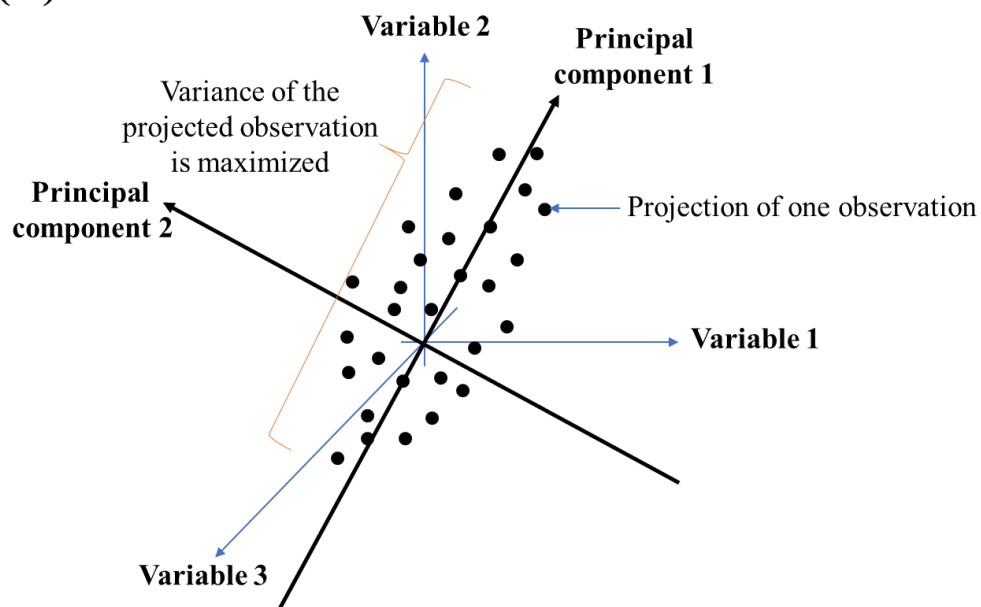 Variable 2
Principal
component 1
Variance of the
projected observation
is maximized
Principal
component 2
Projection of one observation
Variable 1
Variable 3